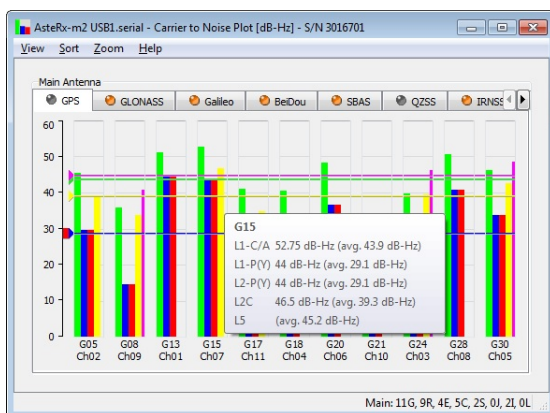 AsteRx-m2 USB1.serial - Carrier to Noise Plot [dB-Hz] - S/N 3016701
View Sort Zoom Help
Main Antenna
GPS GLONASS Galileo BeiDou SBAS QZSS IRNSS
60
50
40
30
20
10
0
G15
L1-C/A 52.75 dB-Hz (avg. 43.9 dB-Hz)
L1-P(Y) 44 dB-Hz (avg. 29.1 dB-Hz)
L2-P(Y) 44 dB-Hz (avg. 29.1 dB-Hz)
L2C 46.5 dB-Hz (avg. 39.3 dB-Hz)
L5 (avg. 45.2 dB-Hz)
G05 G08 G13 G15 G17 G18 G20 G21 G24 G28 G30
Ch02 Ch09 Ch01 Ch07 Ch11 Ch04 Ch06 Ch10 Ch03 Ch08 Ch05
Main: 11G, 9R, 4E, 5C, 2S, 0J, 2I, 0L